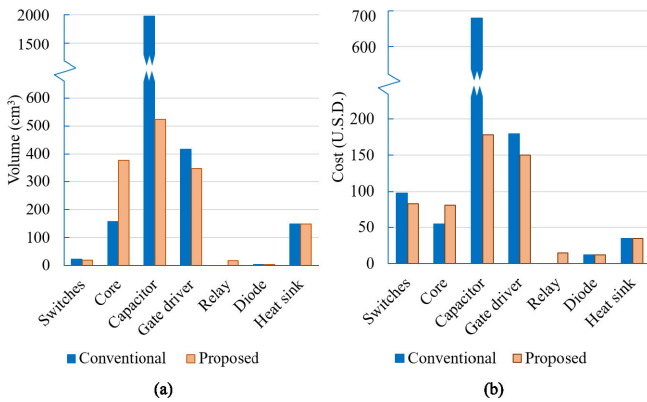 2000
1500
600
500
400
300
200
100
0
Volume (cm³)
Switches
Core
Capacitor
Gate driver
Relay
Diode
Heat sink
Conventional Proposed
(a)
700
600
200
150
100
50
0
Cost (U.S.D.)
Switches
Core
Capacitor
Gate driver
Relay
Diode
Heat sink
Conventional Proposed
(b)